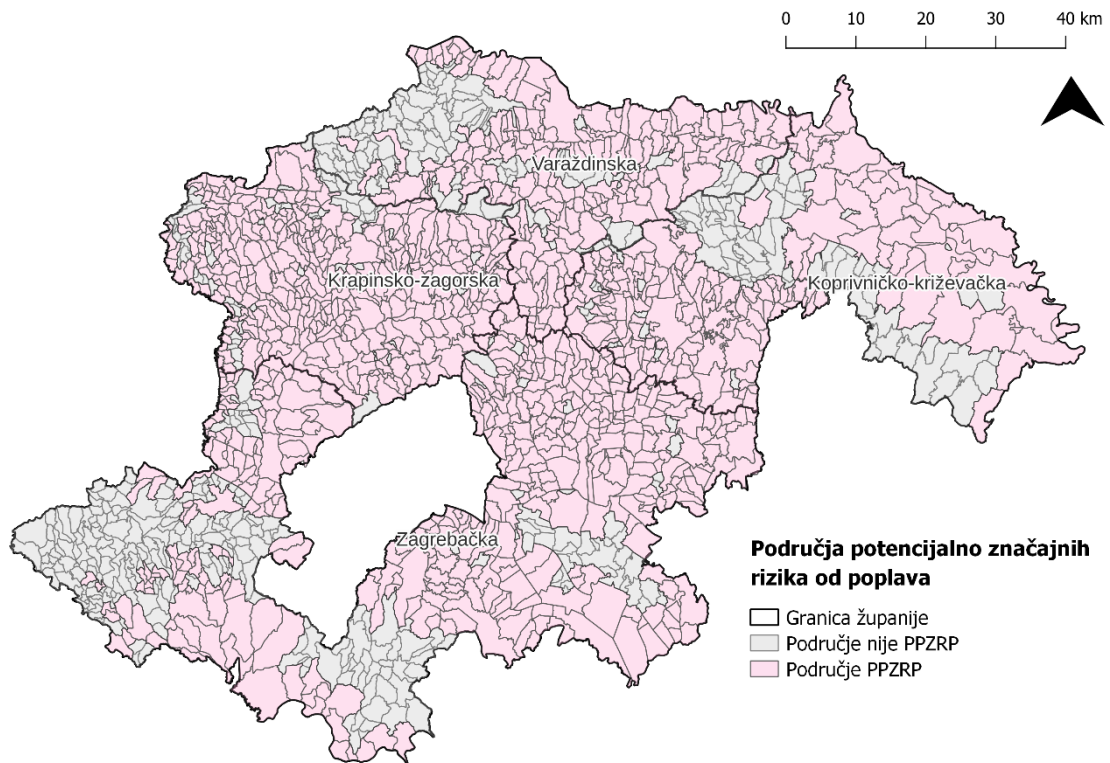 0 10 20 30 40 km
Varaždinska
Krapinsko-zagorska
Koprivničko-križevačka
Zagrebačka
Područja potencijalno značajnih
rizika od poplava
Granica županije
Područje nije PPZRP
Područje PPZRP